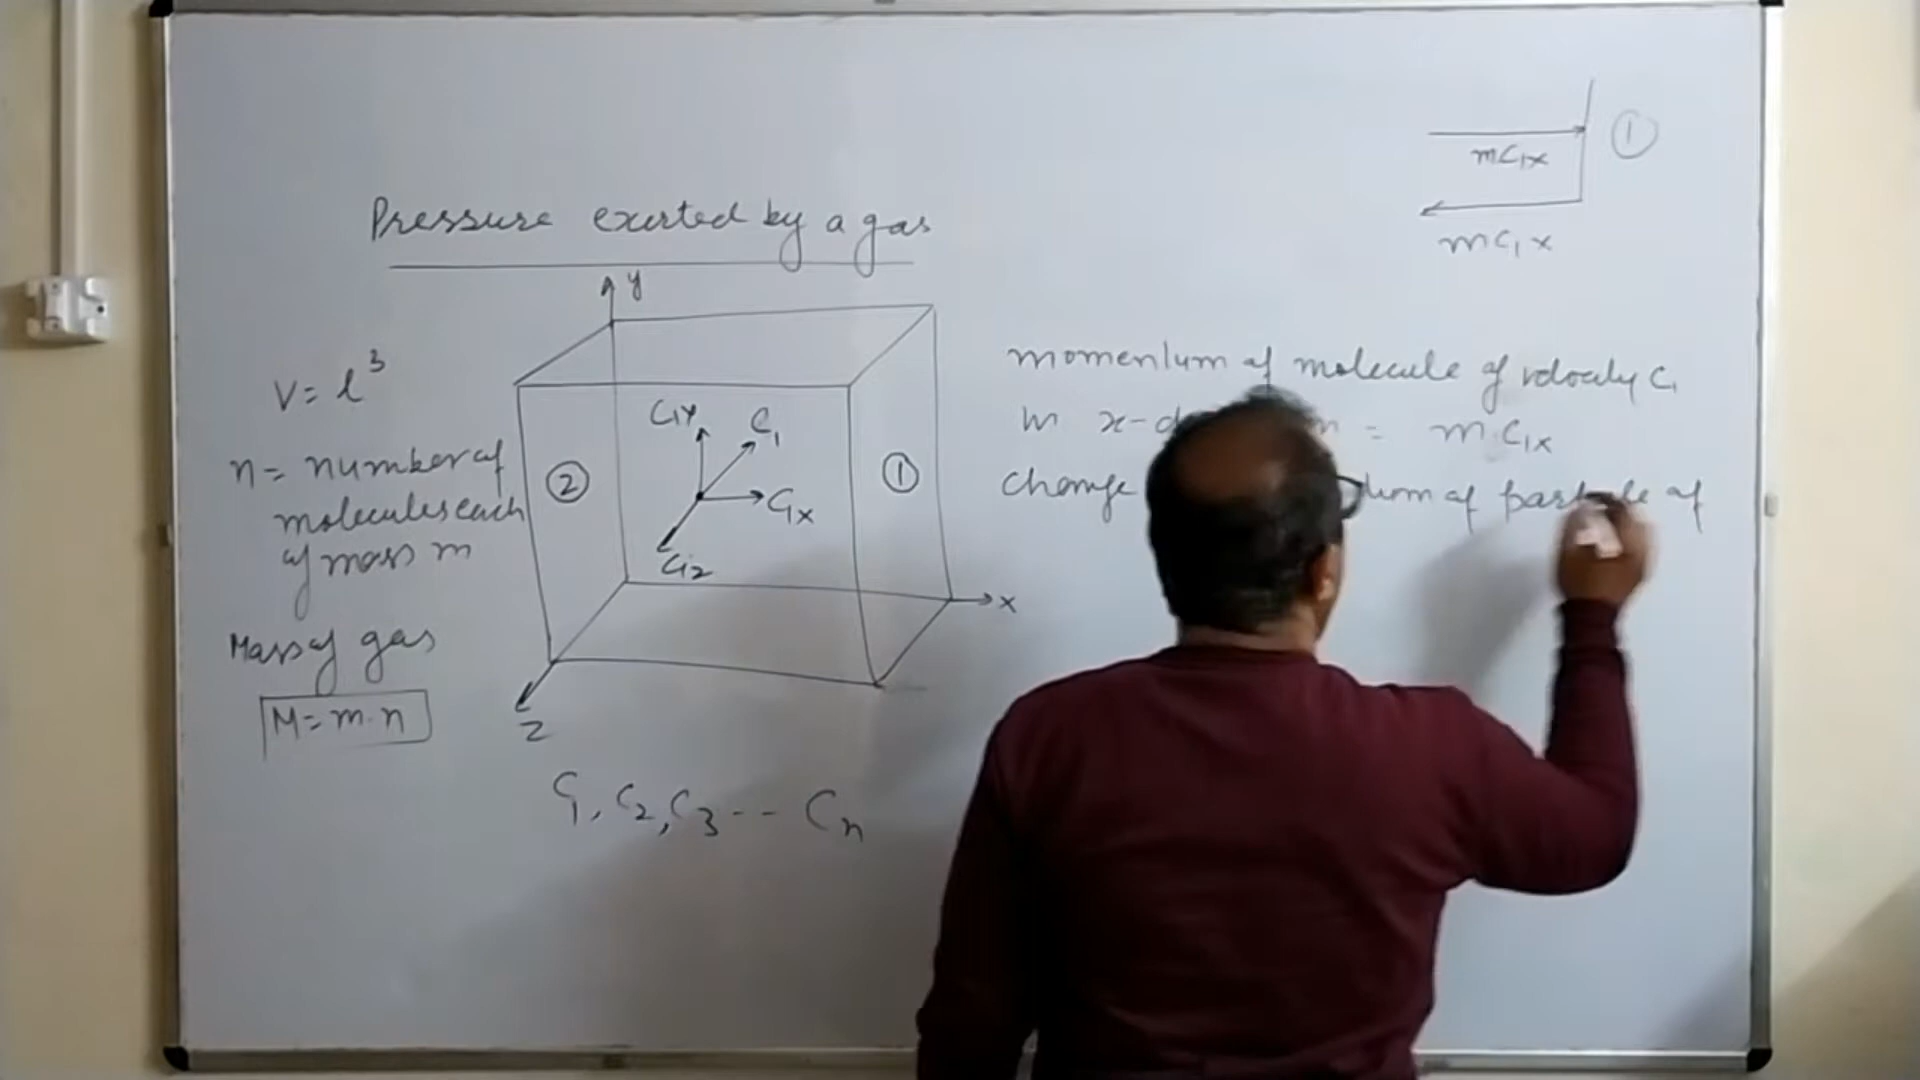 Pressure exerted by a gas
V = l³
n = number of
molecules each
of mass m
Mass of gas
M = m.n
y
C1y
C1
②
①
C1x
C1z
x
z
C1, C2, C3 -- Cn
mC1x
①
mC1x
momentum of molecule of velocity C1
in x-d = mC1x
change of particle of